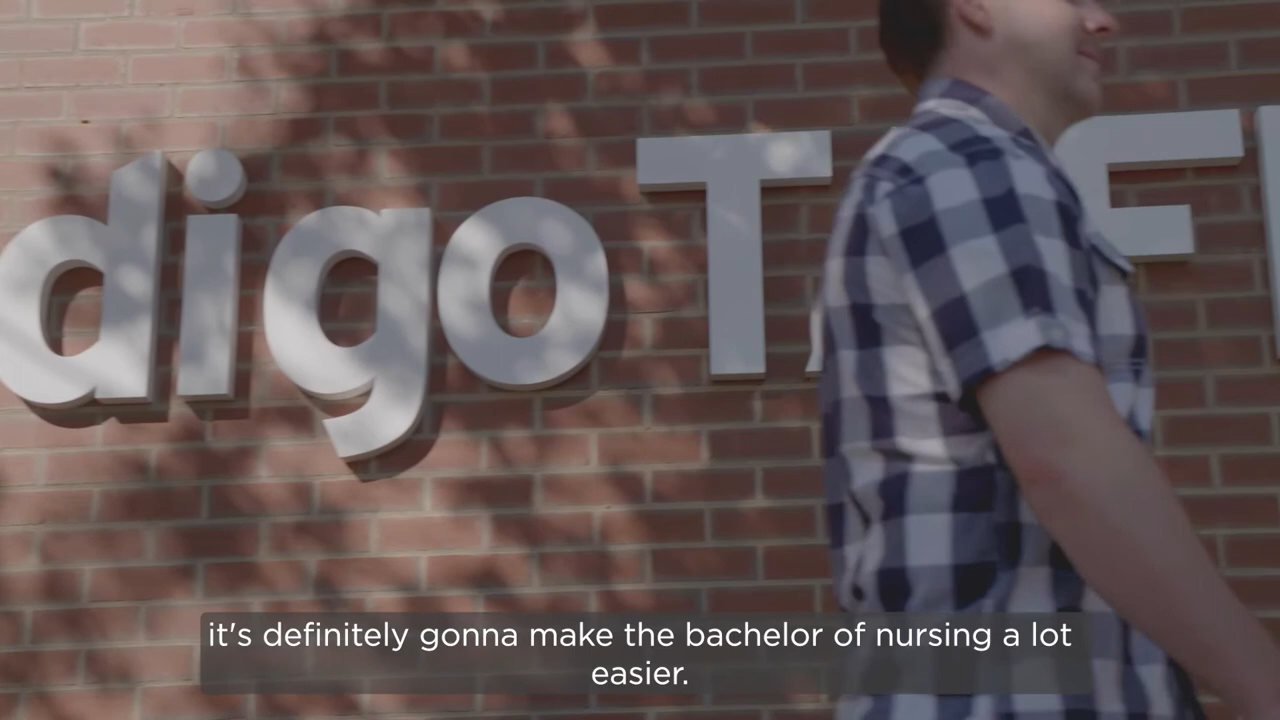 digo T F
it's definitely gonna make the bachelor of nursing a lot
easier.